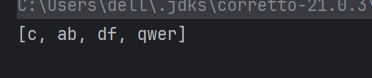 C:\Users\dell\.jdks\corretto-21.0.3\
[c, ab, df, qwer]